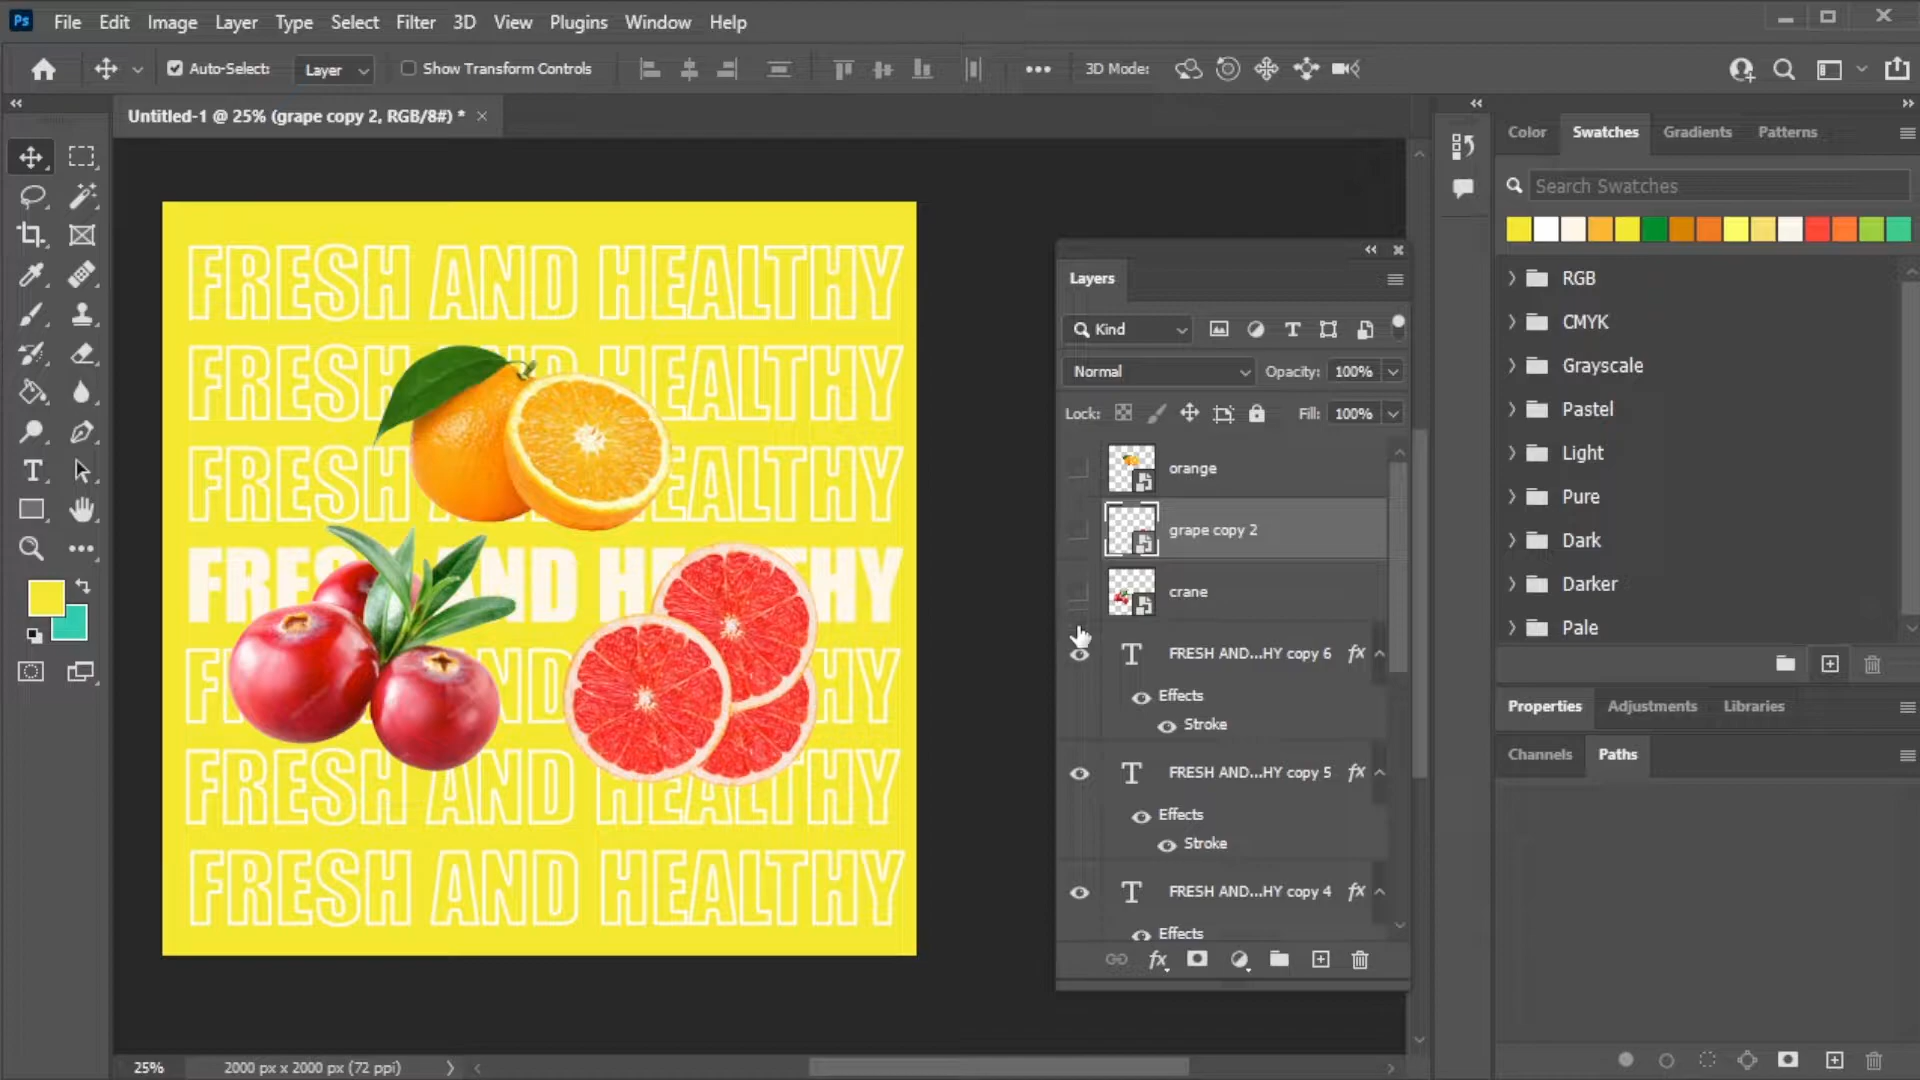 Ps File Edit Image Layer Type Select Filter 3D View Plugins Window Help
Auto-Select: Layer Show Transform Controls 3D Mode:
Untitled-1 @ 25% (grape copy 2, RGB/8#) *
FRESH AND HEALTHY
FRESH HEALTHY
FRESH HEALTHY
FRESH AND HEALTHY
FRESH AND HEALTHY
FRESH AND HEALTHY
25% 2000 px x 2000 px (72 ppi)
Layers
Kind
Normal Opacity: 100%
Lock: Fill: 100%
orange
grape copy 2
crane
FRESH AND...HY copy 6 fx
Effects
Stroke
FRESH AND...HY copy 5 fx
Effects
Stroke
FRESH AND...HY copy 4 fx
Effects
fx
Color Swatches Gradients Patterns
Search Swatches
RGB
CMYK
Grayscale
Pastel
Light
Pure
Dark
Darker
Pale
Properties Adjustments Libraries
Channels Paths